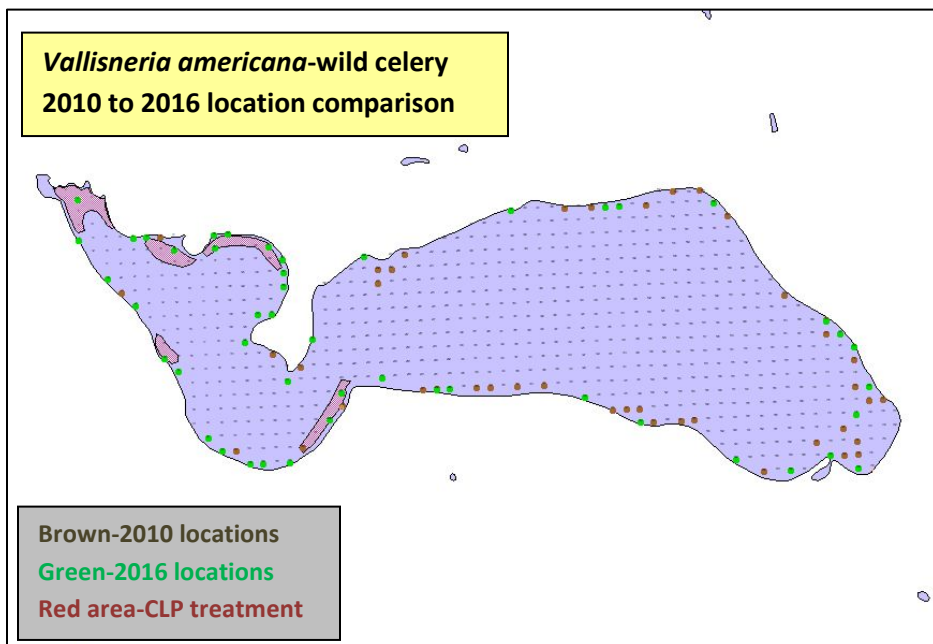 Vallisneria americana-wild celery
2010 to 2016 location comparison
Brown-2010 locations
Green-2016 locations
Red area-CLP treatment